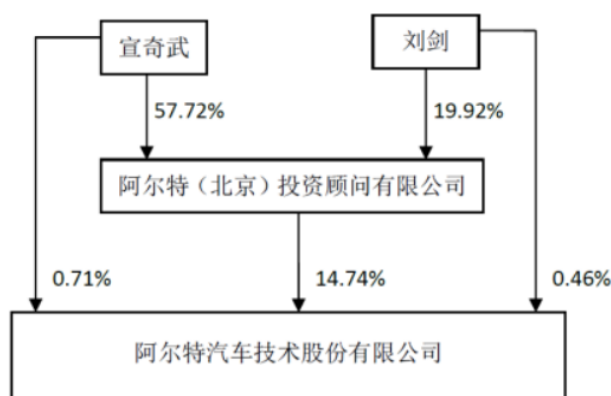 宣奇武
刘剑
57.72%
19.92%
阿尔特（北京）投资顾问有限公司
0.71%
14.74%
0.46%
阿尔特汽车技术股份有限公司